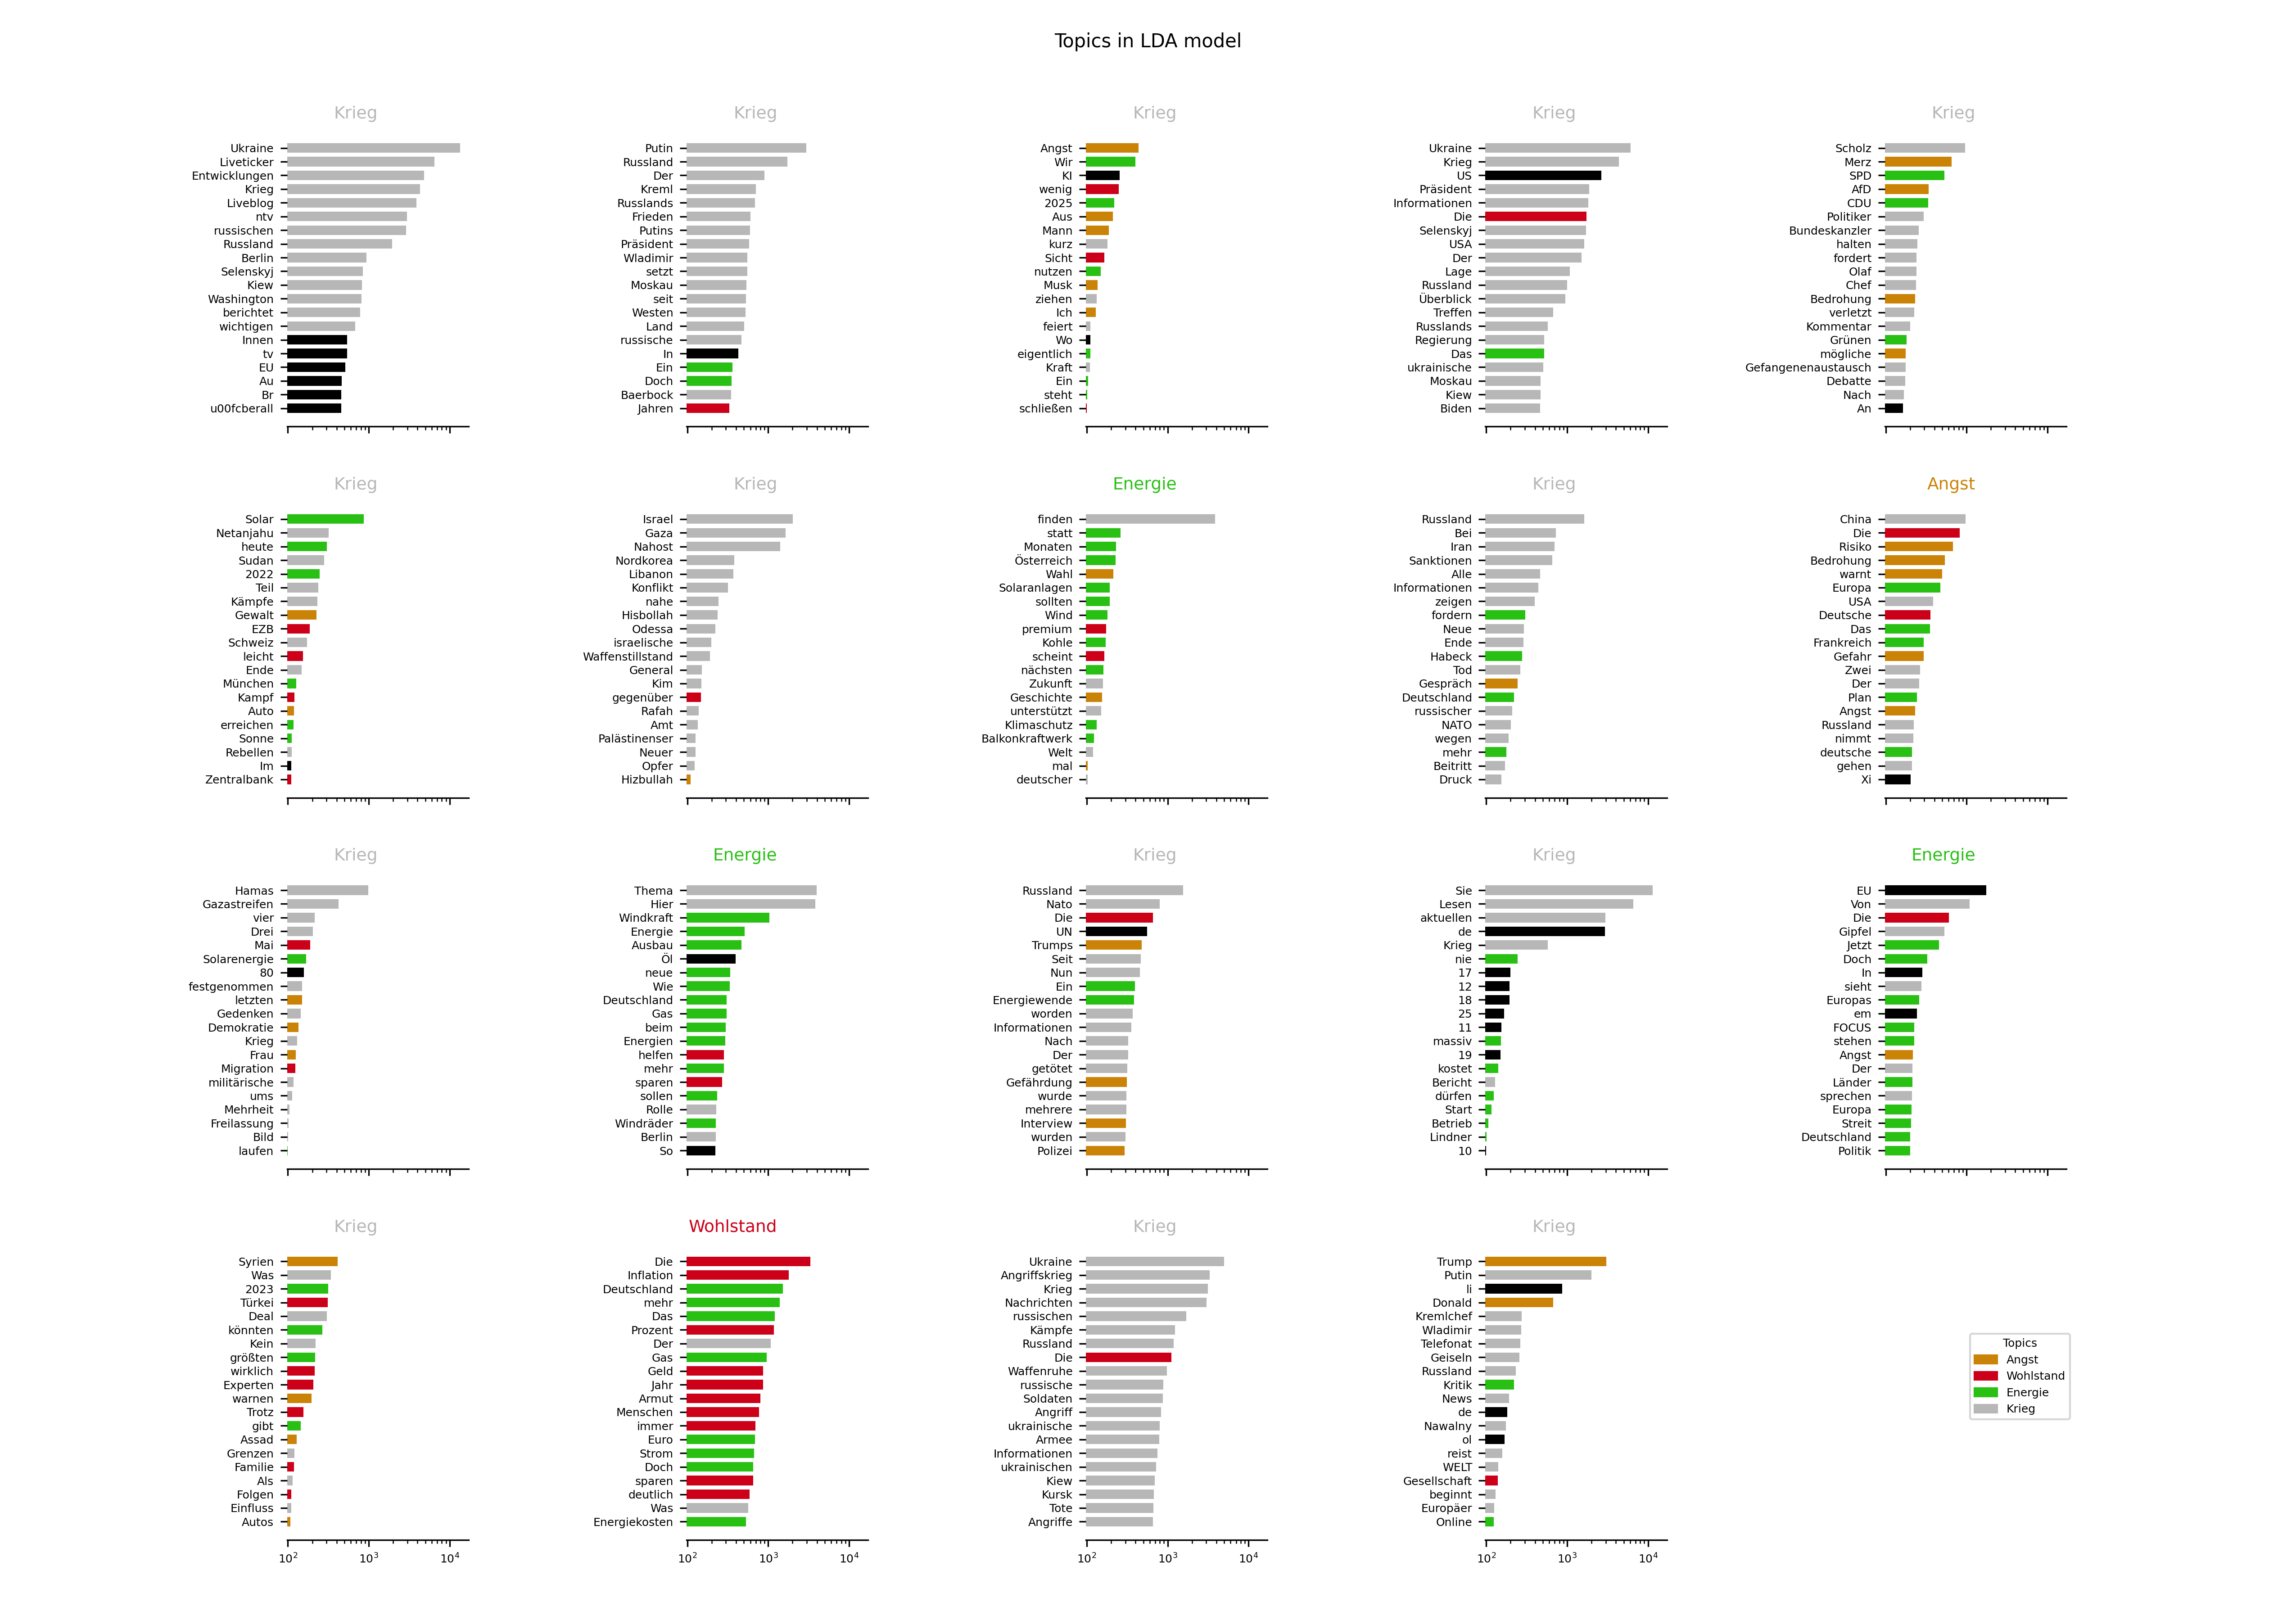 Topics in LDA model
Krieg
Ukraine
Liveticker
Entwicklungen
Krieg
Liveblog
ntv
russischen
Russland
Berlin
Selenskyj
Kiew
Washington
berichtet
wichtigen
Innen
tv
EU
Au
Br
u00fcberall
Krieg
Putin
Russland
Der
Kreml
Russlands
Frieden
Putins
Präsident
Wladimir
setzt
Moskau
seit
Westen
Land
russische
In
Ein
Doch
Baerbock
Jahren
Krieg
Angst
Wir
KI
wenig
2025
Aus
Mann
kurz
Sicht
nutzen
Musk
ziehen
Ich
feiert
Wo
eigentlich
Kraft
Ein
steht
schließen
Krieg
Ukraine
Krieg
US
Präsident
Informationen
Die
Selenskyj
USA
Der
Lage
Russland
Überblick
Treffen
Russlands
Regierung
Das
ukrainische
Moskau
Kiew
Biden
Krieg
Scholz
Merz
SPD
AfD
CDU
Politiker
Bundeskanzler
halten
fordert
Olaf
Chef
Bedrohung
verletzt
Kommentar
Grünen
mögliche
Gefangenenaustausch
Debatte
Nach
An
Krieg
Solar
Netanjahu
heute
Sudan
2022
Teil
Kämpfe
Gewalt
EZB
Schweiz
leicht
Ende
München
Kampf
Auto
erreichen
Sonne
Rebellen
Im
Zentralbank
Krieg
Israel
Gaza
Nahost
Nordkorea
Libanon
Konflikt
nahe
Hisbollah
Odessa
israelische
Waffenstillstand
General
Kim
gegenüber
Rafah
Amt
Palästinenser
Neuer
Opfer
Hizbullah
Energie
finden
statt
Monaten
Österreich
Wahl
Solaranlagen
sollten
Wind
premium
Kohle
scheint
nächsten
Zukunft
Geschichte
unterstützt
Klimaschutz
Balkonkraftwerk
Welt
mal
deutscher
Krieg
Russland
Bei
Iran
Sanktionen
Alle
Informationen
zeigen
fordern
Neue
Ende
Habeck
Tod
Gespräch
Deutschland
russischer
NATO
wegen
mehr
Beitritt
Druck
Angst
China
Die
Risiko
Bedrohung
warnt
Europa
USA
Deutsche
Das
Frankreich
Gefahr
Zwei
Der
Plan
Angst
Russland
nimmt
deutsche
gehen
Xi
Krieg
Hamas
Gazastreifen
vier
Drei
Mai
Solarenergie
80
festgenommen
letzten
Gedenken
Demokratie
Krieg
Frau
Migration
militärische
ums
Mehrheit
Freilassung
Bild
laufen
Energie
Thema
Hier
Windkraft
Energie
Ausbau
Öl
neue
Wie
Deutschland
Gas
beim
Energien
helfen
mehr
sparen
sollen
Rolle
Windräder
Berlin
So
Krieg
Russland
Nato
Die
UN
Trumps
Seit
Nun
Ein
Energiewende
worden
Informationen
Nach
Der
getötet
Gefährdung
wurde
mehrere
Interview
wurden
Polizei
Krieg
Sie
Lesen
aktuellen
de
Krieg
nie
17
12
18
25
11
massiv
19
kostet
Bericht
dürfen
Start
Betrieb
Lindner
10
Energie
EU
Von
Die
Gipfel
Jetzt
Doch
In
sieht
Europas
em
FOCUS
stehen
Angst
Der
Länder
sprechen
Europa
Streit
Deutschland
Politik
Krieg
Syrien
Was
2023
Türkei
Deal
könnten
Kein
größten
wirklich
Experten
warnen
Trotz
gibt
Assad
Grenzen
Familie
Als
Folgen
Einfluss
Autos
10² 10³ 10⁴
Wohlstand
Die
Inflation
Deutschland
mehr
Das
Prozent
Der
Gas
Geld
Jahr
Armut
Menschen
immer
Euro
Strom
Doch
sparen
deutlich
Was
Energiekosten
10² 10³ 10⁴
Krieg
Ukraine
Angriffskrieg
Krieg
Nachrichten
russischen
Kämpfe
Russland
Die
Waffenruhe
russische
Soldaten
Angriff
ukrainische
Armee
Informationen
ukrainischen
Kiew
Kursk
Tote
Angriffe
10² 10³ 10⁴
Krieg
Trump
Putin
li
Donald
Kremlchef
Wladimir
Telefonat
Geiseln
Russland
Kritik
News
de
Nawalny
ol
reist
WELT
Gesellschaft
beginnt
Europäer
Online
10² 10³ 10⁴
Topics
Angst
Wohlstand
Energie
Krieg